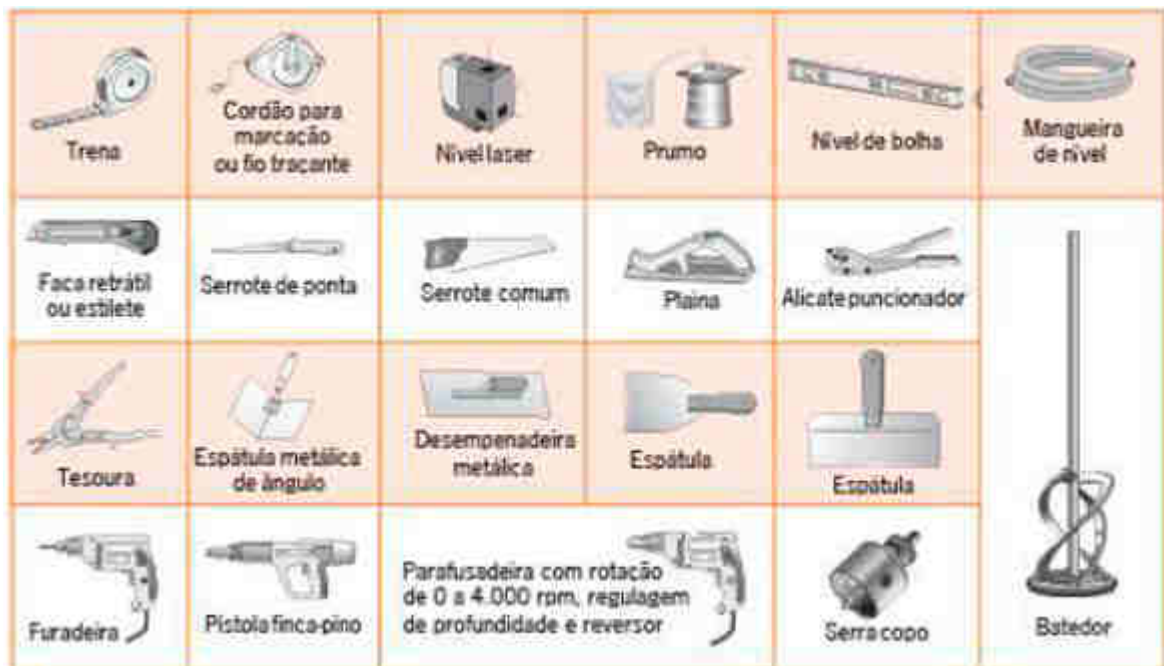 Trena
Cordão para
marcação
ou fio traçante
Nível laser
Prumo
Nível de bolha
Mangueira
de nível
Faca retrátil
ou estilete
Serrote de ponta
Serrote comum
Plaina
Alicate puncionador
Tesoura
Espátula metálica
de ângulo
Desempenadeira
metálica
Espátula
Espátula
Furadeira
Pistola finca-pino
Parafusadeira com rotação
de 0 a 4.000 rpm, regulagem
de profundidade e reversor
Serra copo
Batedor